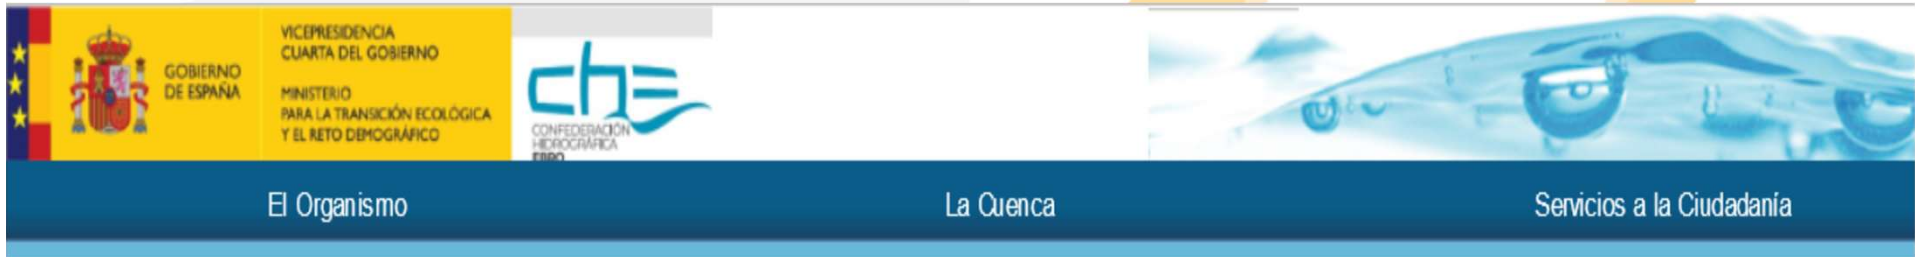 GOBIERNO
DE ESPAÑA
VICEPRESIDENCIA
CUARTA DEL GOBIERNO
MINISTERIO
PARA LA TRANSICIÓN ECOLÓGICA
Y EL RETO DEMOGRÁFICO
che
CONFEDERACIÓN
HIDROGRÁFICA
EBRO
El Organismo
La Cuenca
Servicios a la Ciudadanía